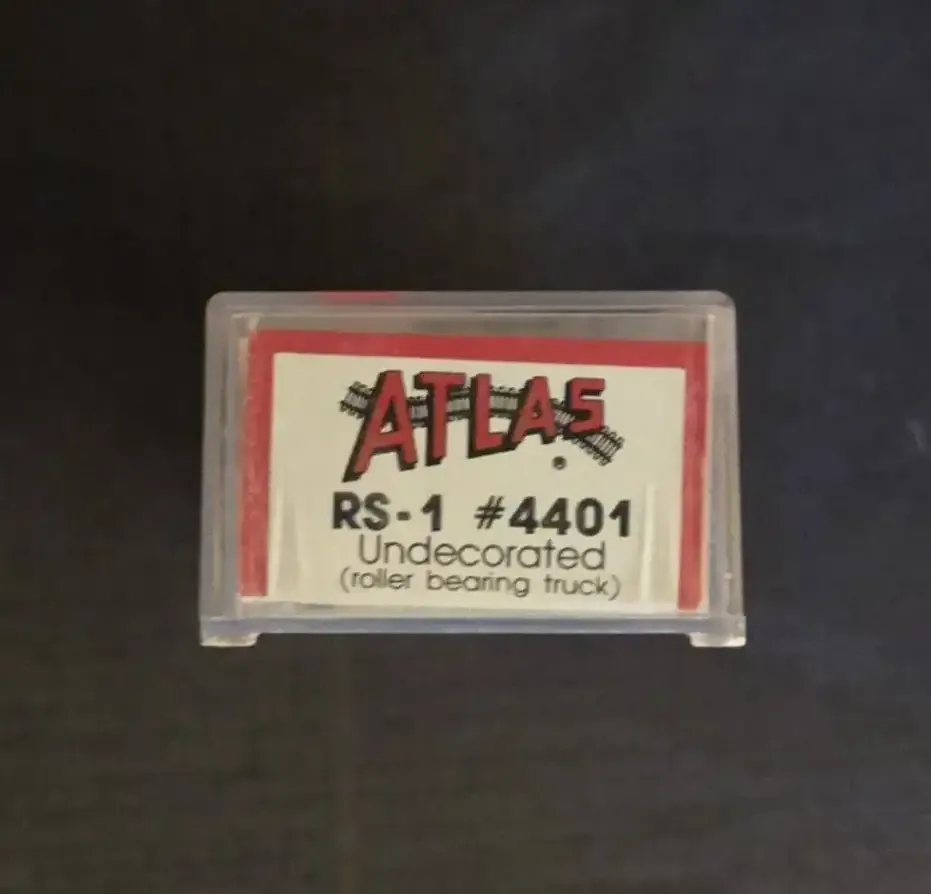 ATLAS®
RS-1 #4401
Undecorated
(roller bearing truck)